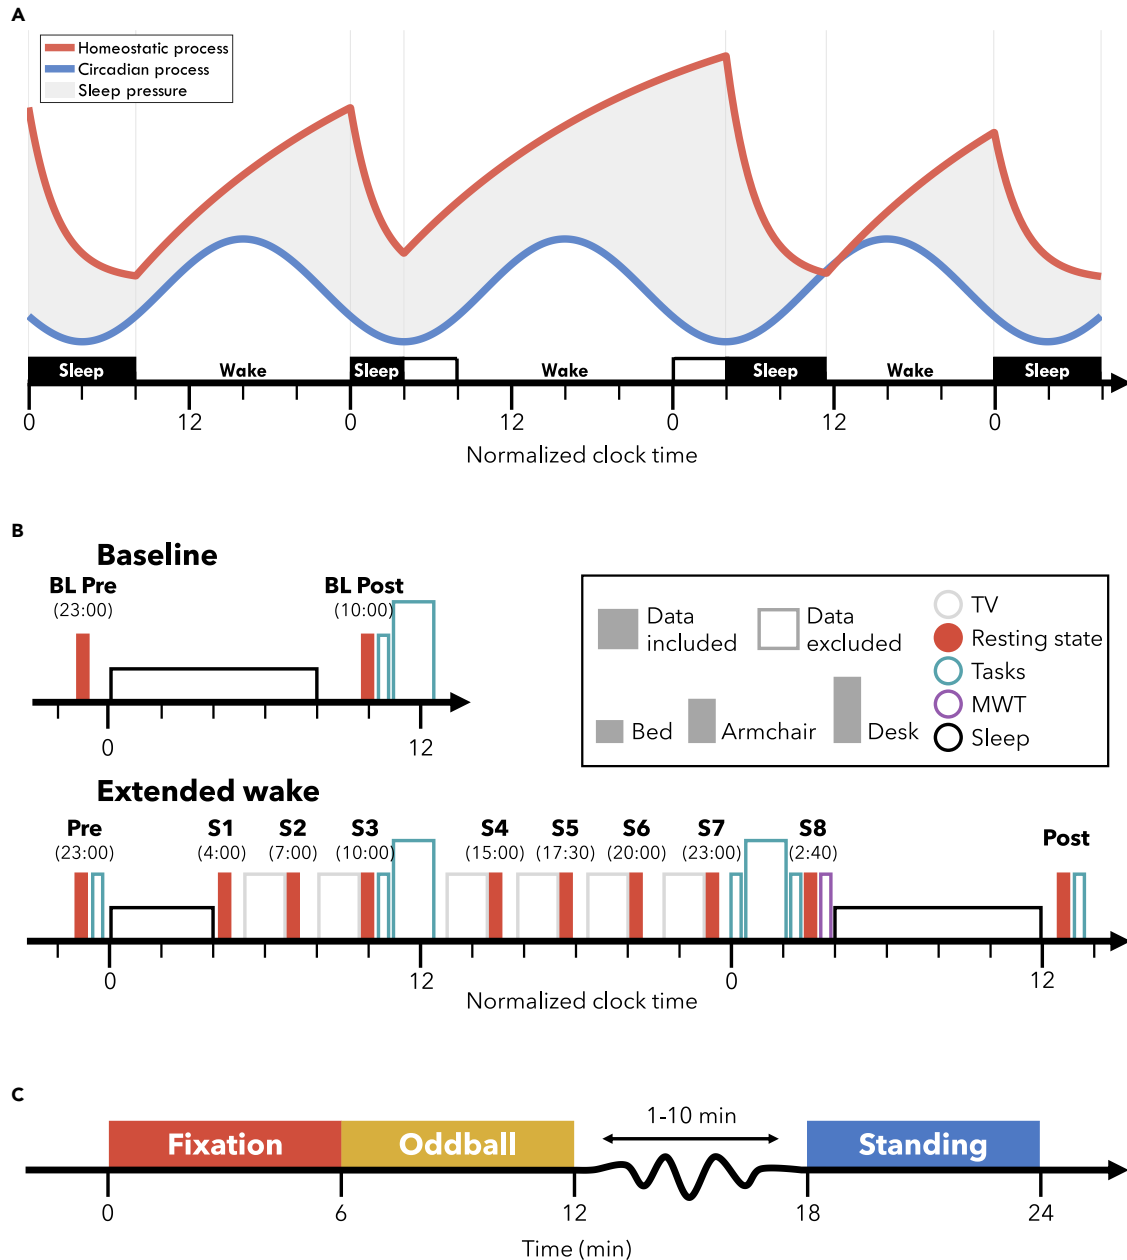 A
Homeostatic process
Circadian process
Sleep pressure
Sleep Wake Sleep Wake Sleep Wake Sleep
0 12 0 12 0 12 0
Normalized clock time
B
Baseline
BL Pre
(23:00)
BL Post
(10:00)
0 12
Data
included
Data
excluded
Bed
Armchair
Desk
TV
Resting state
Tasks
MWT
Sleep
Extended wake
Pre
(23:00)
S1
(4:00)
S2
(7:00)
S3
(10:00)
S4
(15:00)
S5
(17:30)
S6
(20:00)
S7
(23:00)
S8
(2:40)
Post
0 12 0 12
Normalized clock time
C
Fixation
Oddball
1-10 min
Standing
0 6 12 18 24
Time (min)